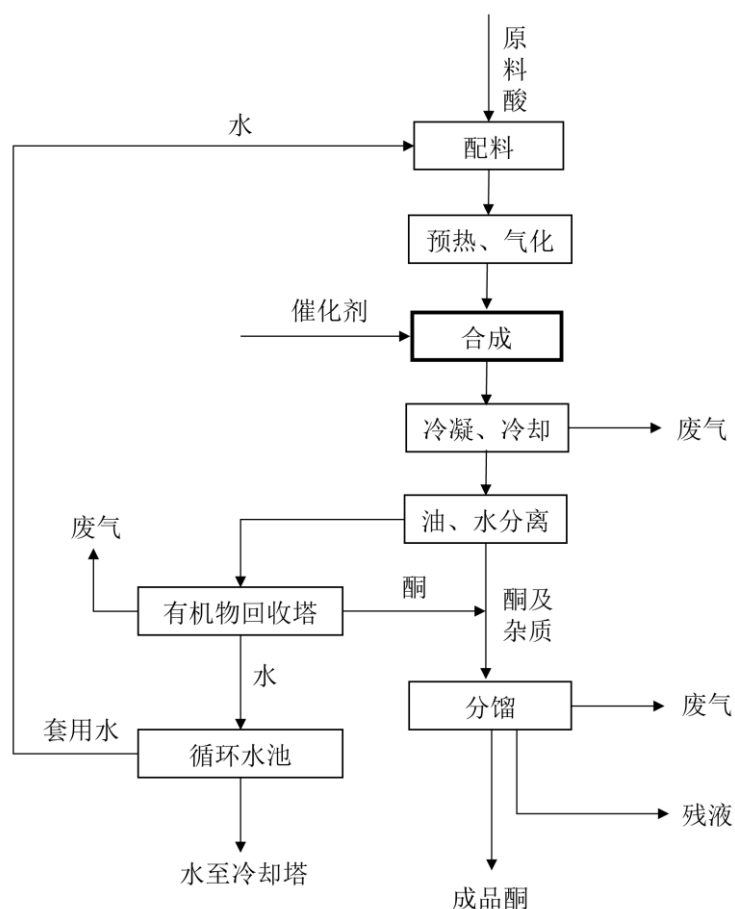 原
料
酸
水
配料
预热、气化
催化剂
合成
冷凝、冷却
废气
油、水分离
废气
有机物回收塔
酮
酮及
杂质
水
分馏
废气
套用水
循环水池
残液
水至冷却塔
成品酮